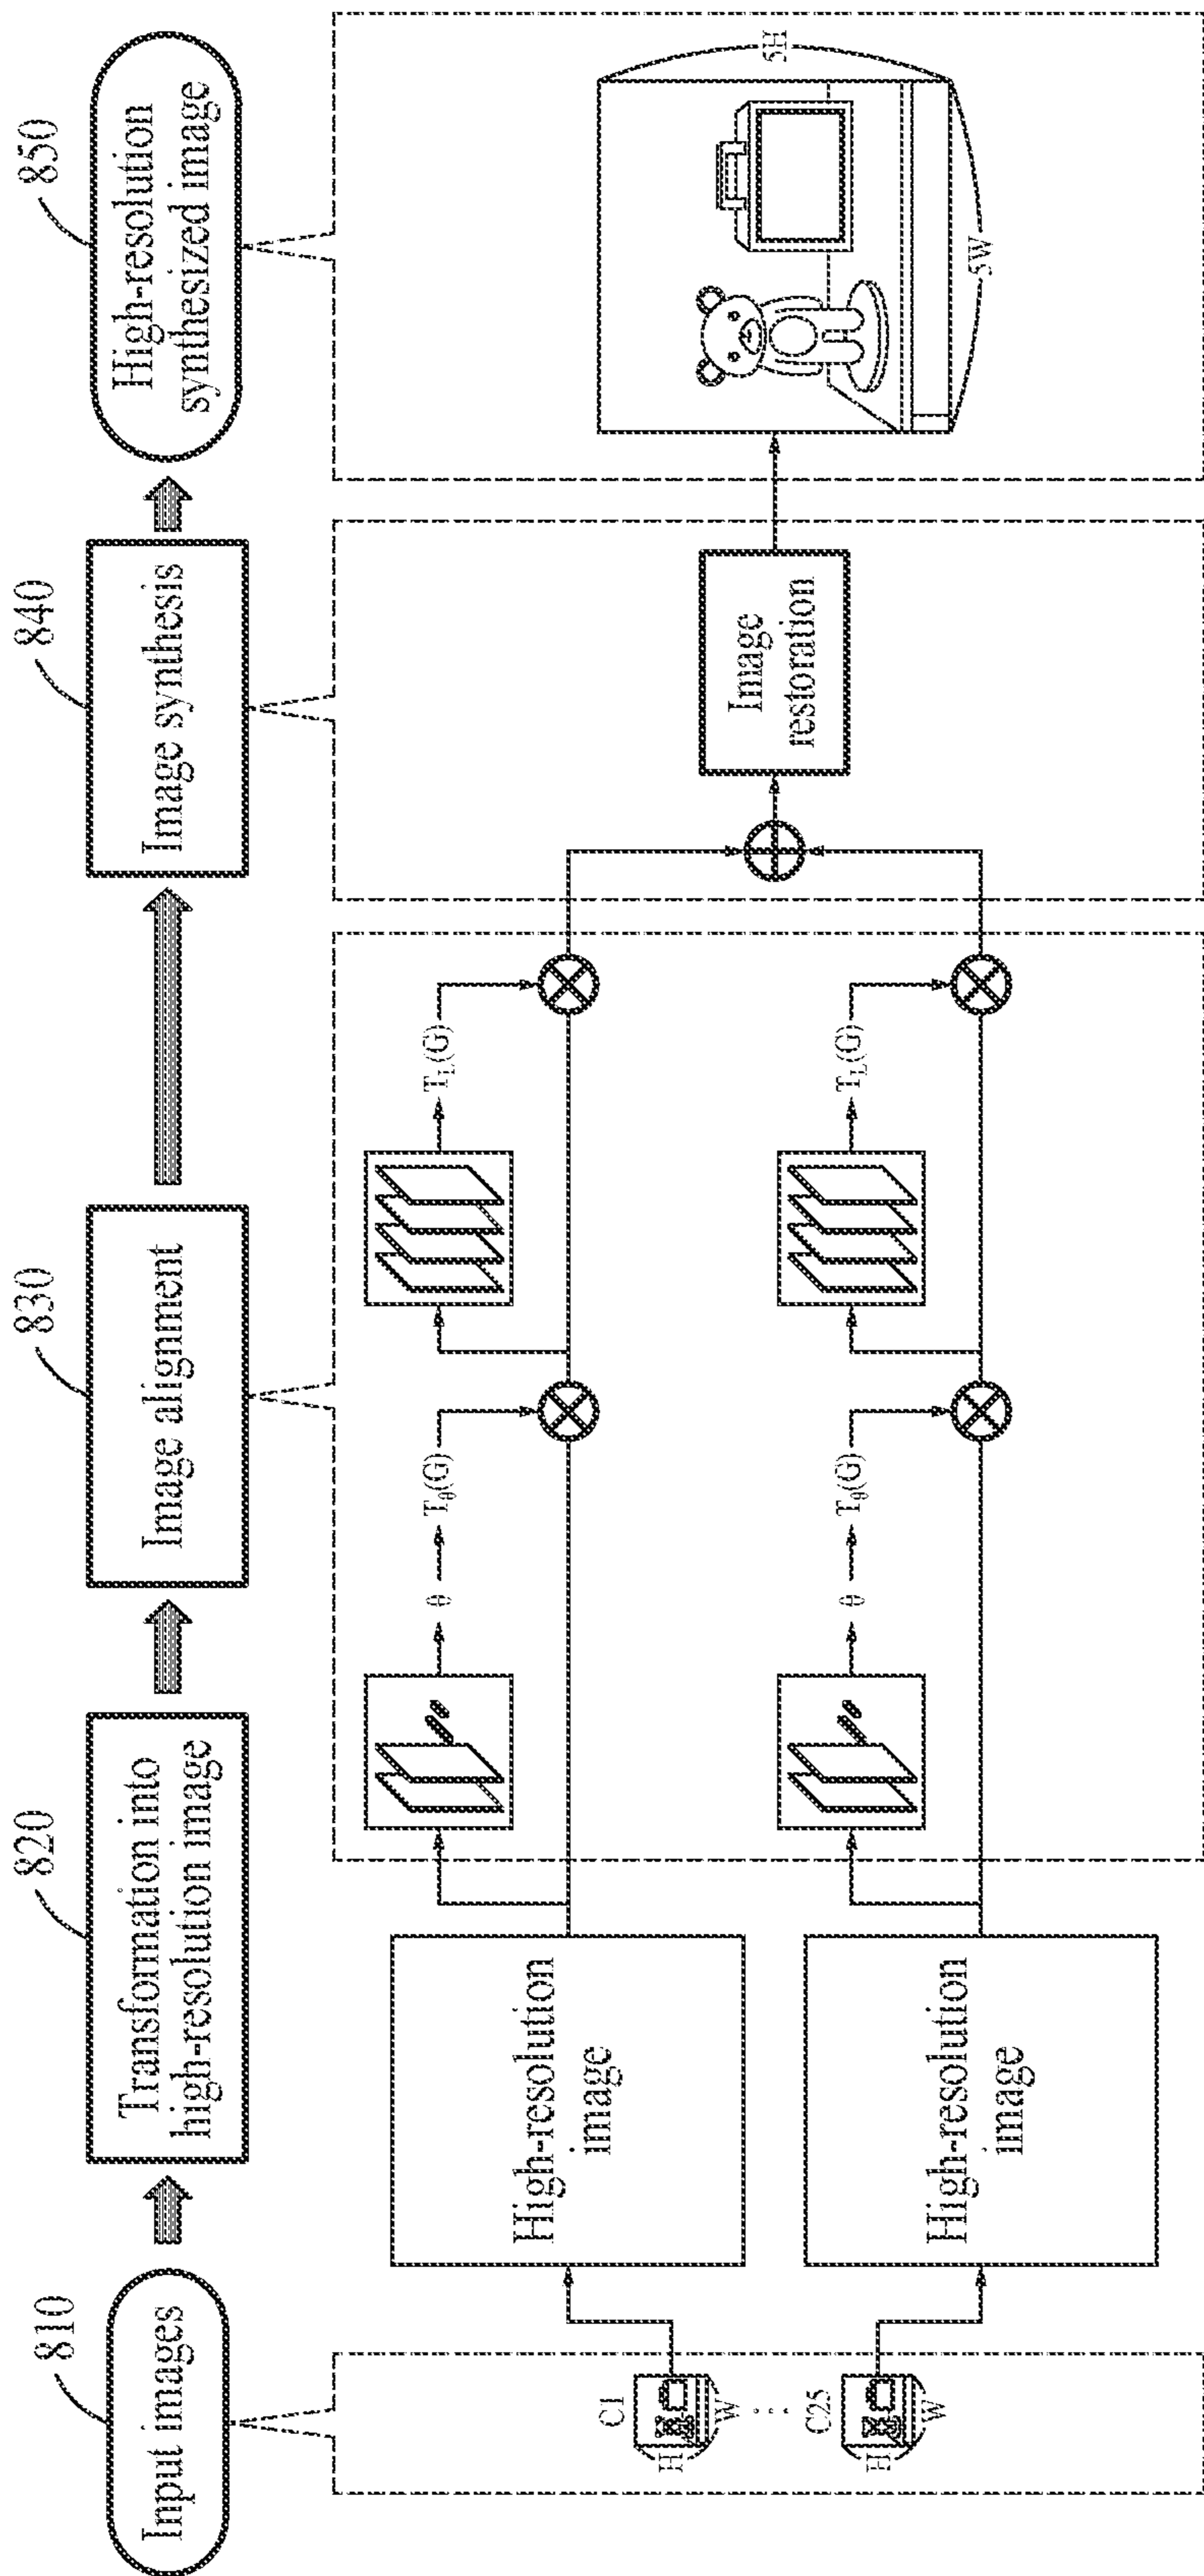 810
820
830
840
850
Input images
Transformation into
high-resolution image
Image alignment
Image synthesis
High-resolution
synthesized image
C1
H
W
C25
H
W
High-resolution
image
High-resolution
image
θ
Tθ(G)
TL(G)
θ
Tθ(G)
TL(G)
Image
restoration
5H
5W